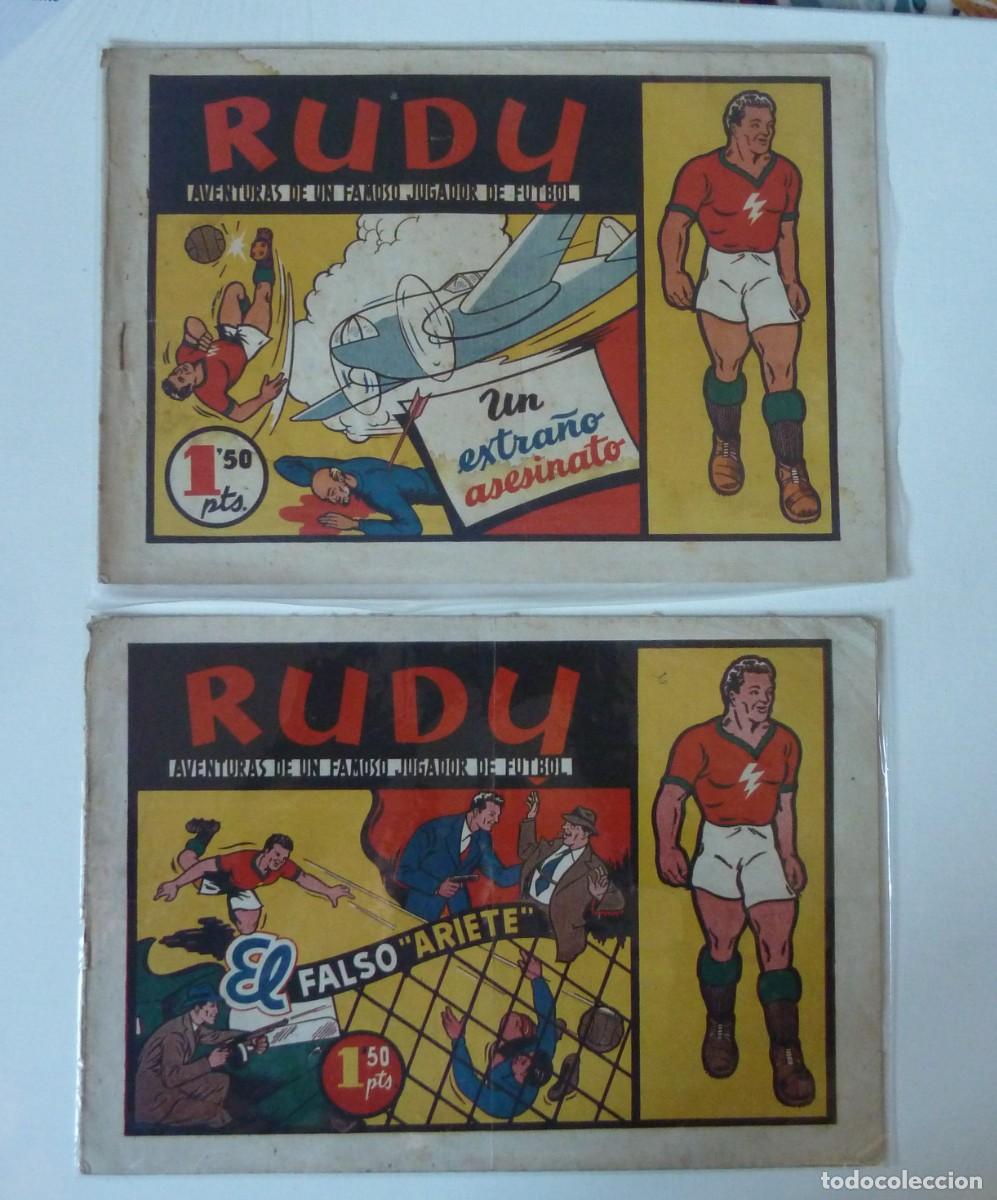 RUDY
AVENTURAS DE UN FAMOSO JUGADOR DE FUTBOL
Un
extraño
asesinato
1'50
pts.
RUDY
AVENTURAS DE UN FAMOSO JUGADOR DE FUTBOL
El FALSO "ARIETE"
1'50
pts
todocoleccion